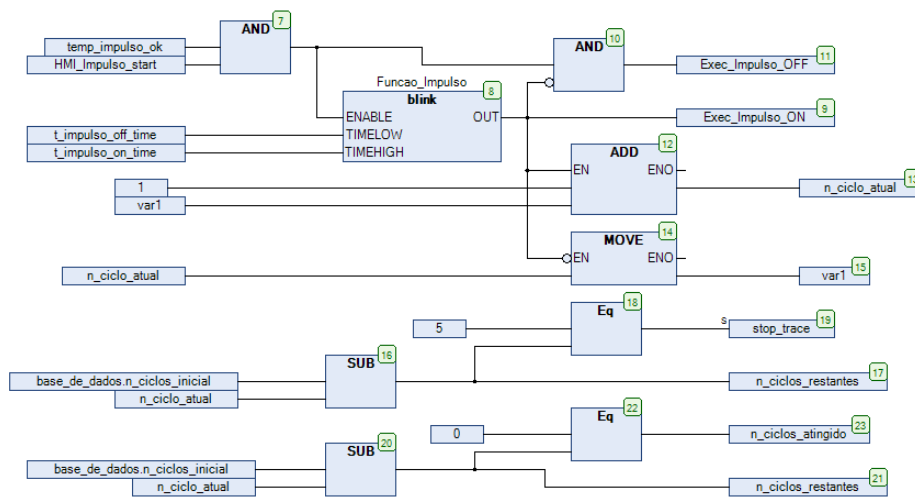 AND 7
temp_impulso_ok
HMI_Impulso_start
AND 10
Exec_Impulso_OFF 11
Funcao_Impulso
blink 8
ENABLE OUT
TIMELOW
TIMEHIGH
t_impulso_off_time
t_impulso_on_time
Exec_Impulso_ON 9
ADD 12
EN ENO
1
var1
n_ciclo_atual 13
MOVE 14
EN ENO
n_ciclo_atual
var1 15
Eq 18
5
s
stop_trace 19
SUB 16
base_de_dados.n_ciclos_inicial
n_ciclo_atual
n_ciclos_restantes 17
Eq 22
0
n_ciclos_atingido 23
SUB 20
base_de_dados.n_ciclos_inicial
n_ciclo_atual
n_ciclos_restantes 21